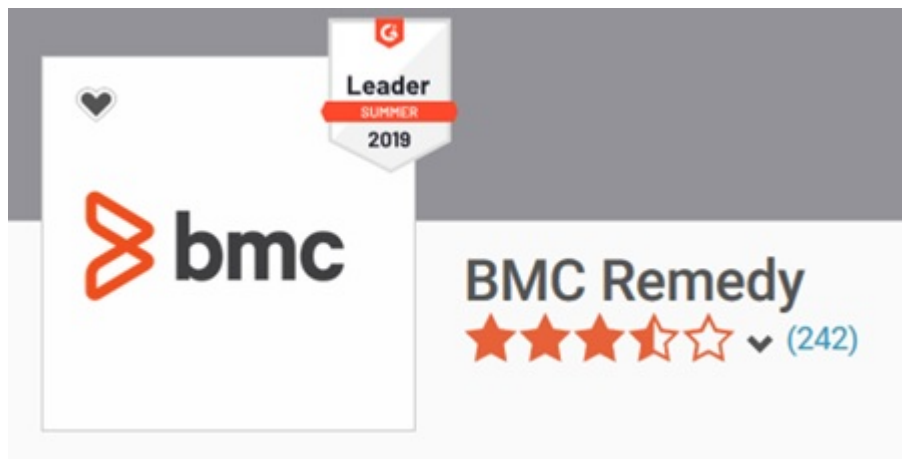 Leader
SUMMER
2019
bmc
BMC Remedy
(242)